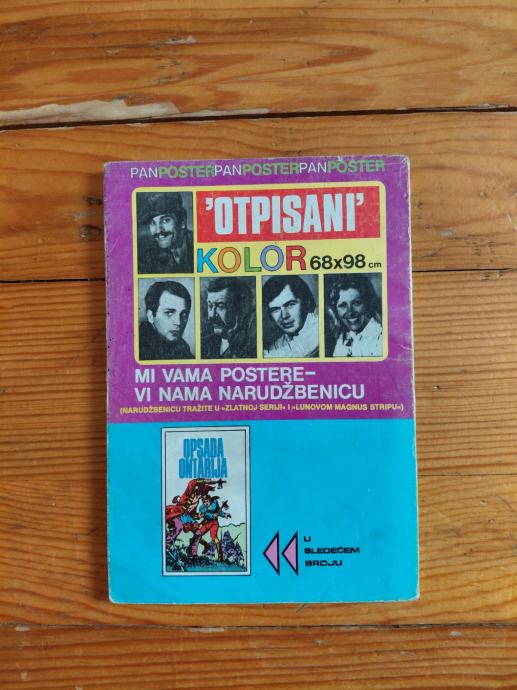 PANPOSTERPANPOSTERPANPOSTER
'OTPISANI'
KOLOR 68x98 cm
MI VAMA POSTERE–
VI NAMA NARUDŽBENICU
(NARUDŽBENICU TRAŽITE U »ZLATNOJ SERIJI« I »LUNOVOM MAGNUS STRIPU«)
OPSADA
ONTARIJA
U
SLEDEĆEM
BROJU